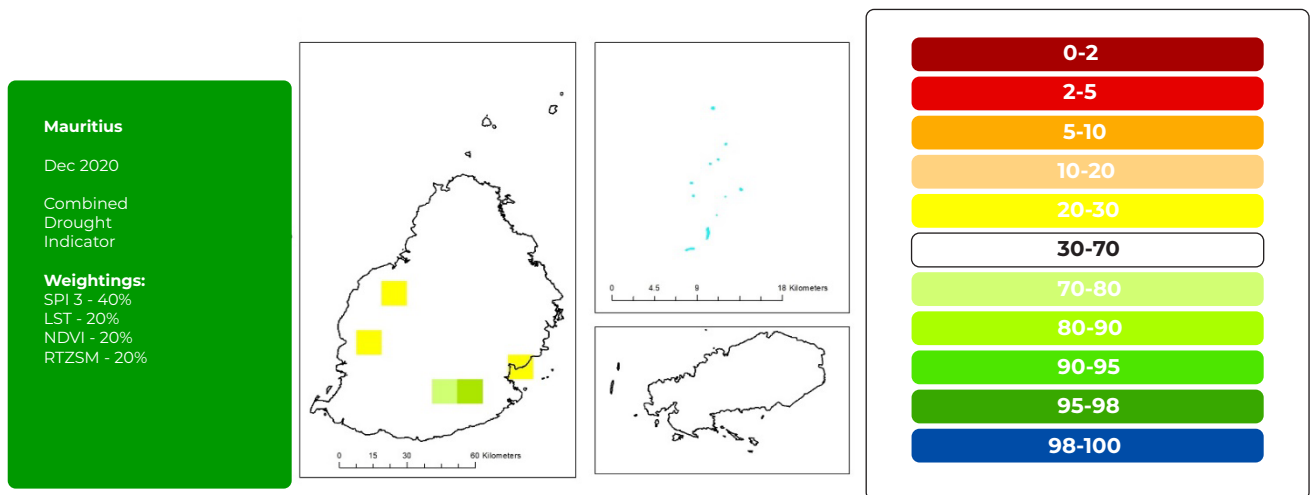 Mauritius
Dec 2020
Combined
Drought
Indicator
Weightings:
SPI 3 - 40%
LST - 20%
NDVI - 20%
RTZSM - 20%
0 15 30 60 Kilometers
0 4.5 9 18 Kilometers
0-2
2-5
5-10
10-20
20-30
30-70
70-80
80-90
90-95
95-98
98-100